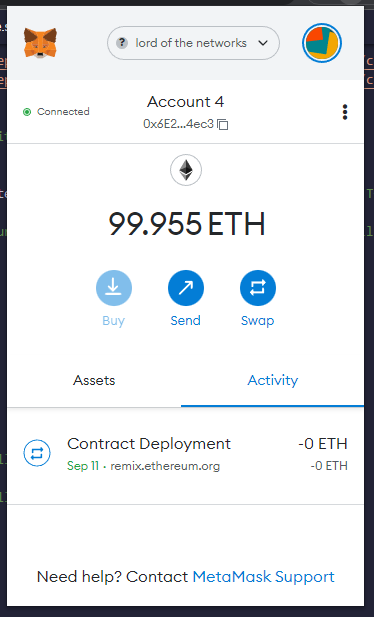 ? lord of the networks
Connected
Account 4
0x6E2...4ec3
99.955 ETH
Buy
Send
Swap
Assets
Activity
Contract Deployment
-0 ETH
Sep 11 · remix.ethereum.org
-0 ETH
Need help? Contact MetaMask Support